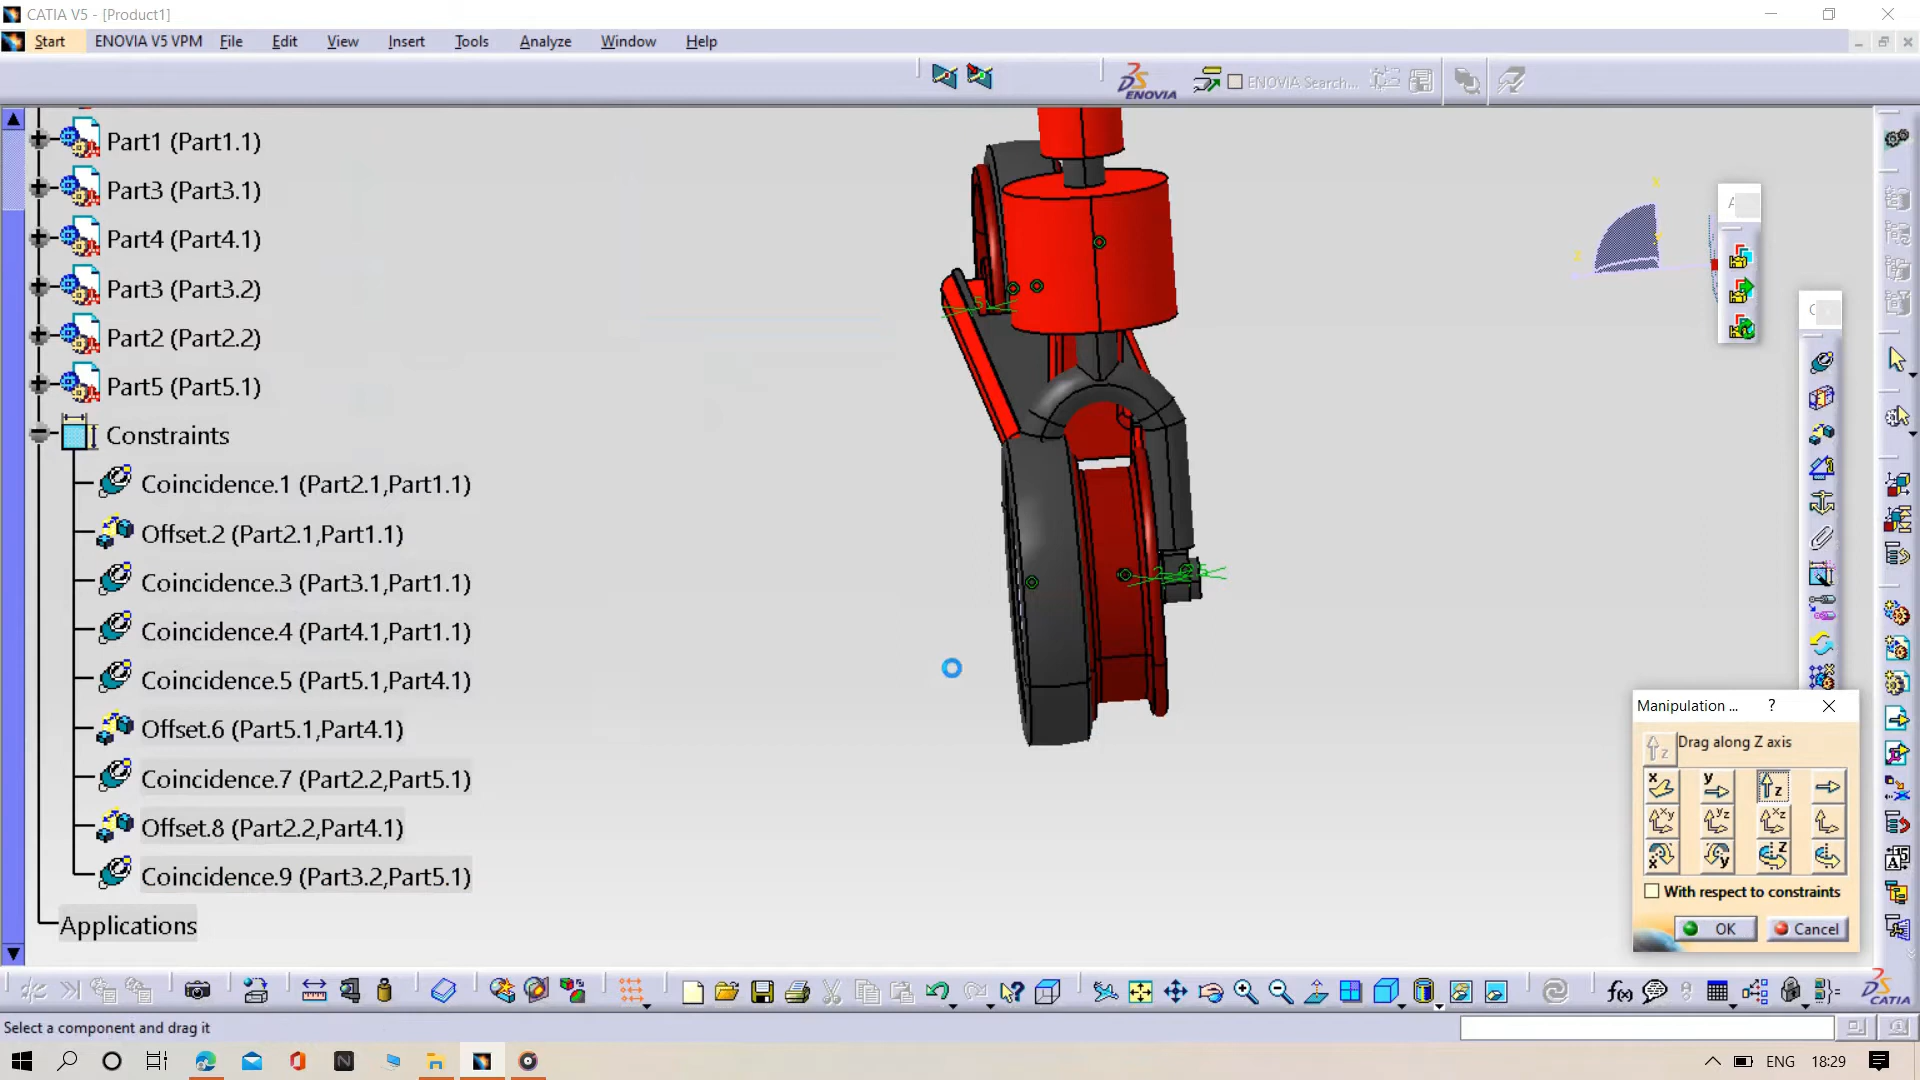 CATIA V5 - [Product1]
Start ENOVIA V5 VPM File Edit View Insert Tools Analyze Window Help
DS ENOVIA
ENOVIA Search...
Part1 (Part1.1)
Part3 (Part3.1)
Part4 (Part4.1)
Part3 (Part3.2)
Part2 (Part2.2)
Part5 (Part5.1)
Constraints
Coincidence.1 (Part2.1,Part1.1)
Offset.2 (Part2.1,Part1.1)
Coincidence.3 (Part3.1,Part1.1)
Coincidence.4 (Part4.1,Part1.1)
Coincidence.5 (Part5.1,Part4.1)
Offset.6 (Part5.1,Part4.1)
Coincidence.7 (Part2.2,Part5.1)
Offset.8 (Part2.2,Part4.1)
Coincidence.9 (Part3.2,Part5.1)
Applications
Manipulation ... ?
Drag along Z axis
With respect to constraints
OK Cancel
Select a component and drag it
DS CATIA
ENG 18:29